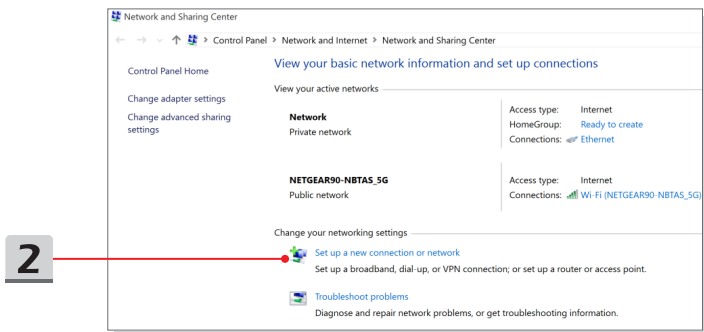 Network and Sharing Center
Control Panel > Network and Internet > Network and Sharing Center
Control Panel Home
Change adapter settings
Change advanced sharing
settings
View your basic network information and set up connections
View your active networks
Network
Private network
Access type: Internet
HomeGroup: Ready to create
Connections: Ethernet
NETGEAR90-NBTAS_5G
Public network
Access type: Internet
Connections: Wi-Fi (NETGEAR90-NBTAS_5G)
Change your networking settings
2
Set up a new connection or network
Set up a broadband, dial-up, or VPN connection; or set up a router or access point.
Troubleshoot problems
Diagnose and repair network problems, or get troubleshooting information.